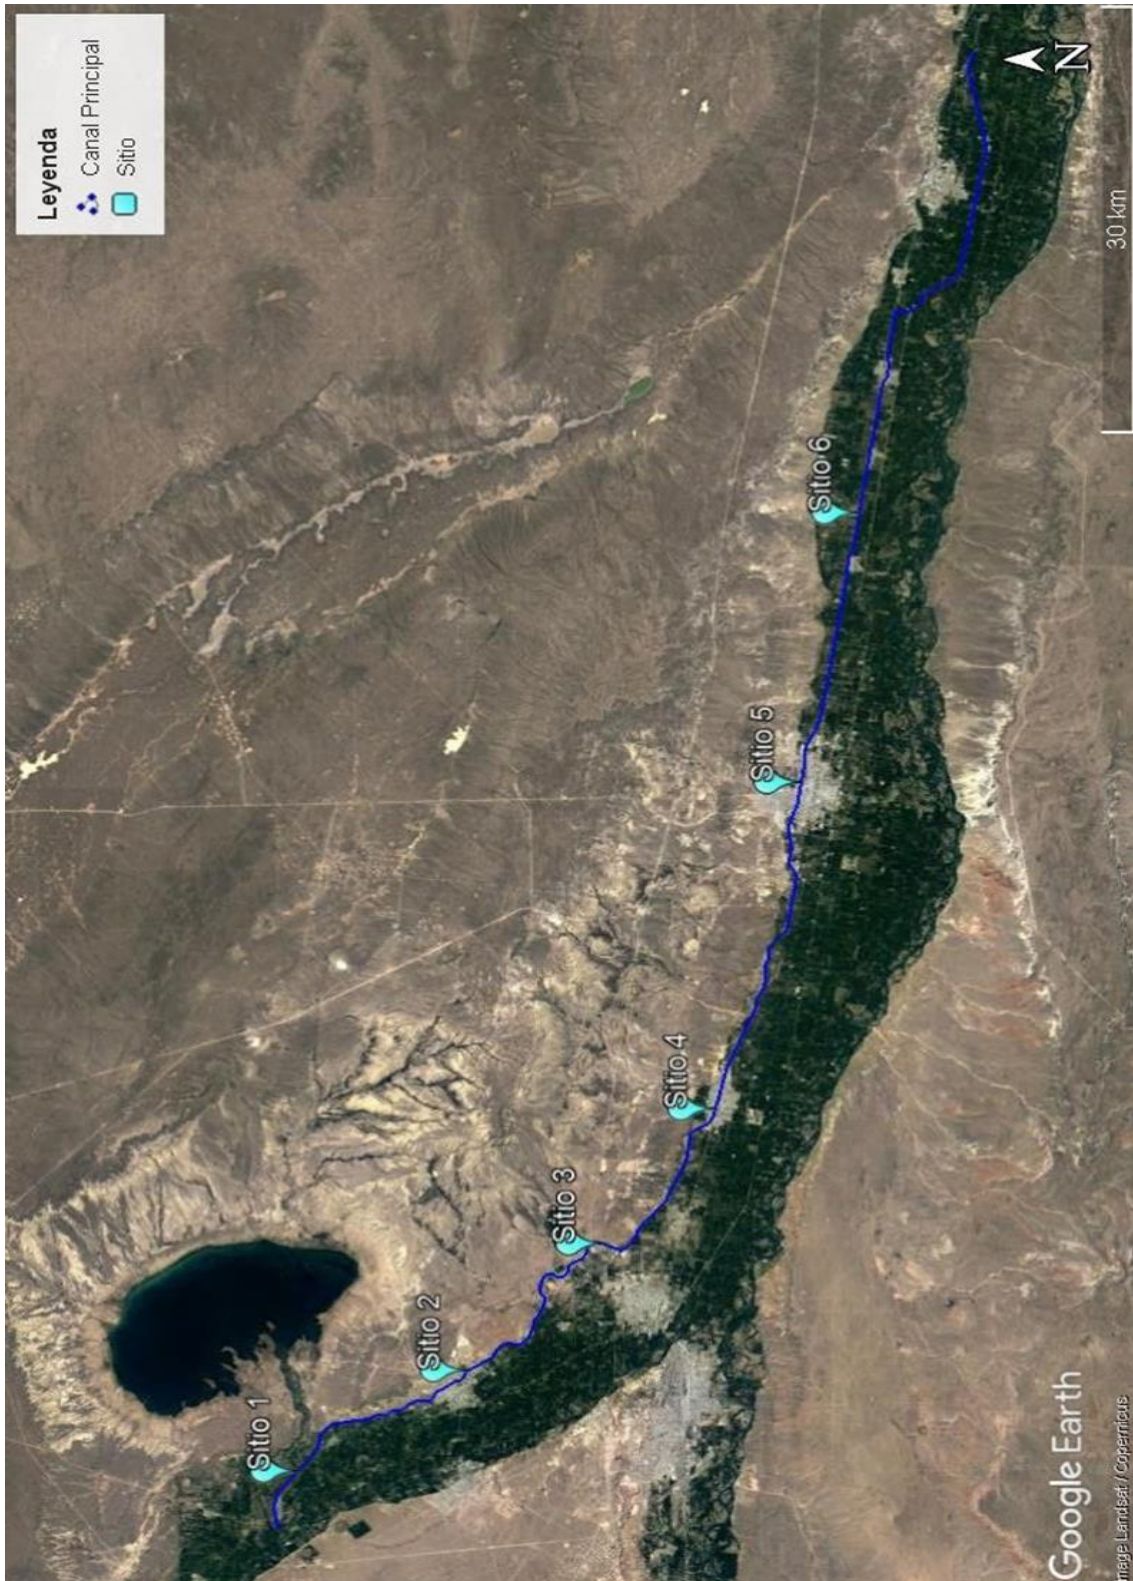 Leyenda
Canal Principal
Sitio
Sitio 1
Sitio 2
Sitio 3
Sitio 4
Sitio 5
Sitio 6
N
30 km
Google Earth
mage Landsat / Copernicus